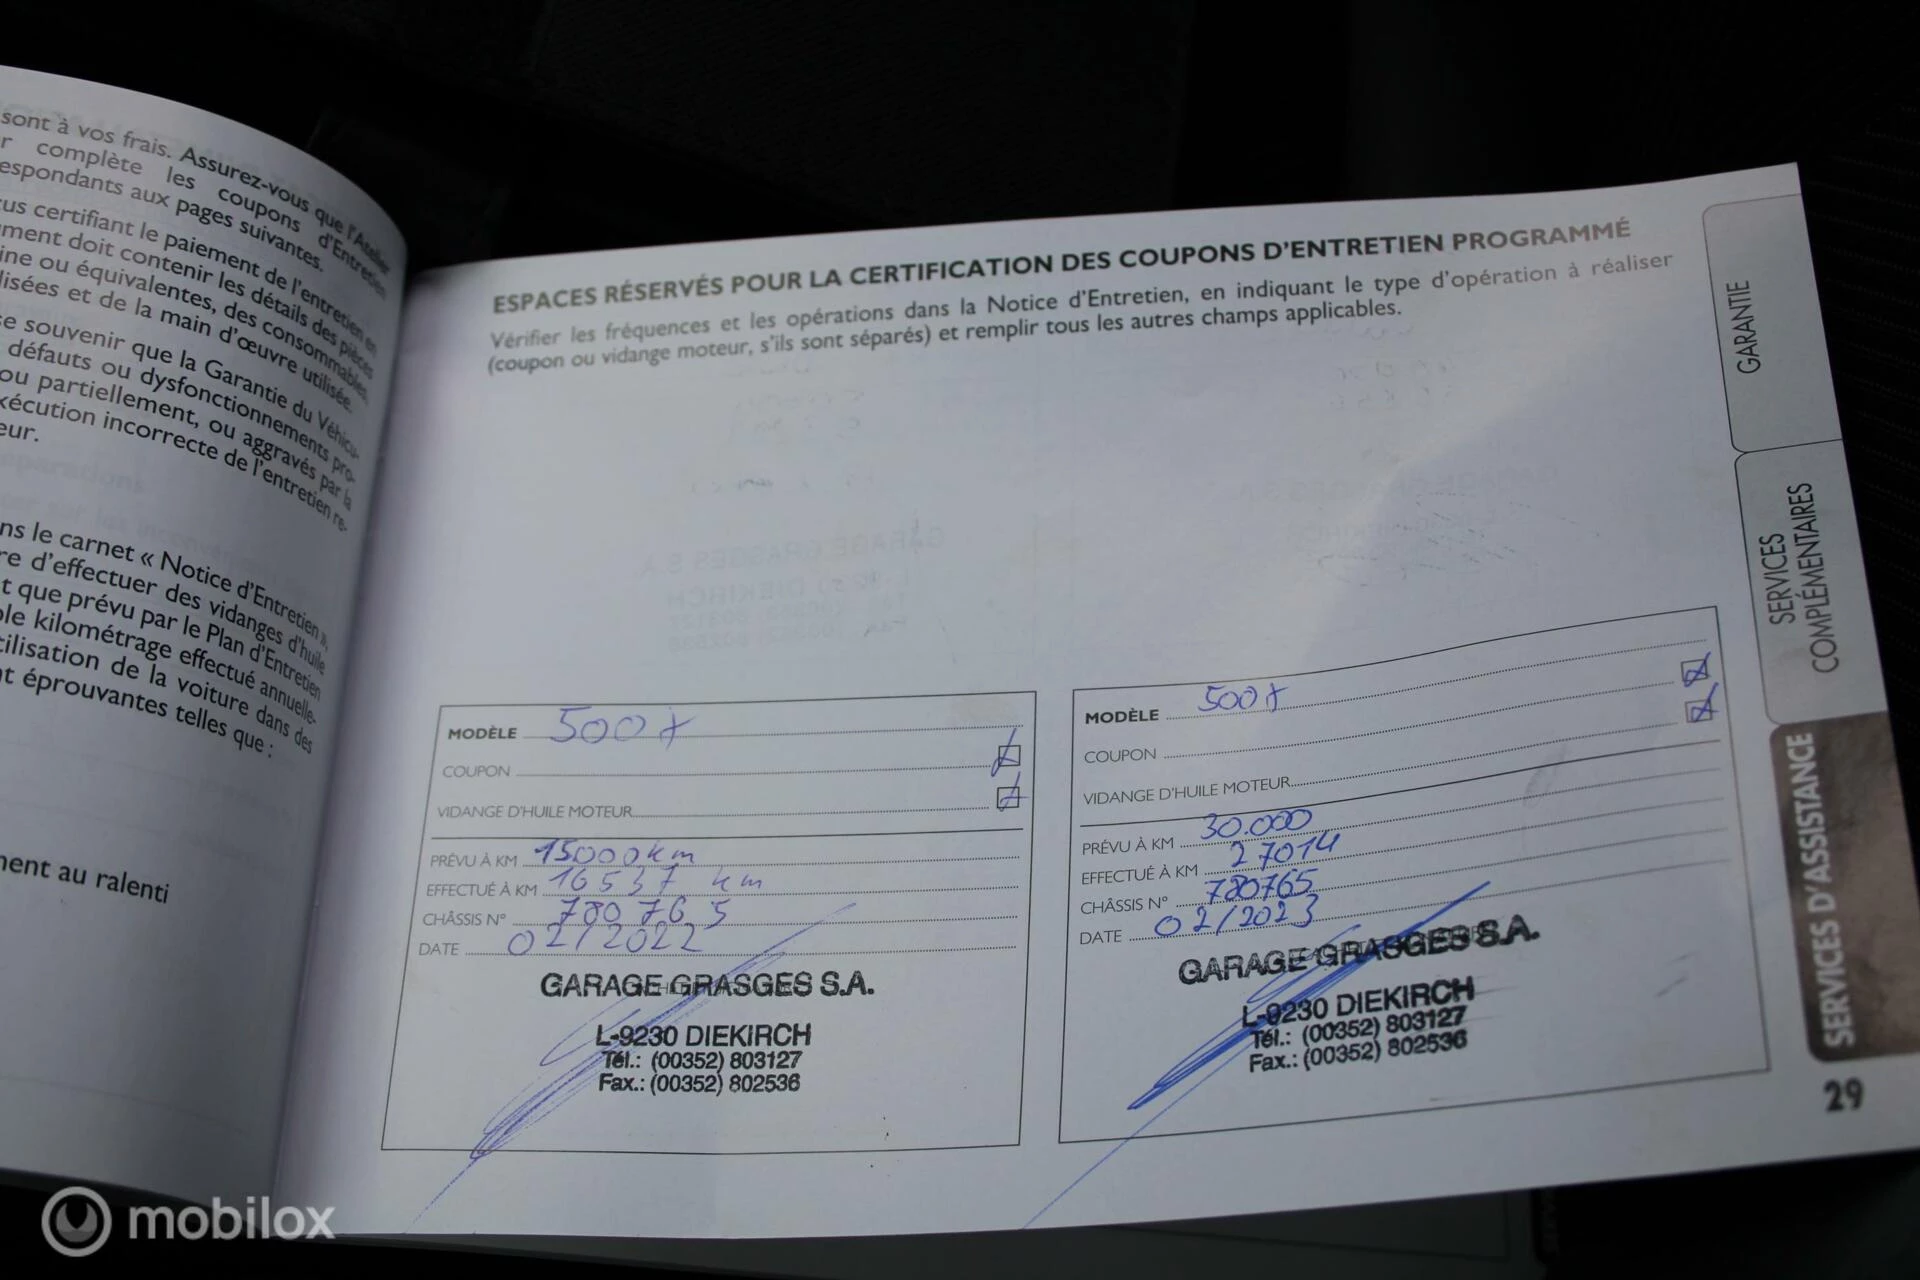 sont à vos frais. Assurez-vous que l'Atelier
r complète les coupons d'Entretien
espondants aux pages suivantes.
us certifiant le paiement de l'entretien en
ument doit contenir les détails des pièces
ine ou équivalentes, des consommables,
lisées et de la main d'œuvre utilisée.
se souvenir que la Garantie du Véhicu-
défauts ou dysfonctionnements pro-
ou partiellement, ou aggravés par la
xécution incorrecte de l'entretien re-
eur.
ns le carnet « Notice d'Entretien »,
re d'effectuer des vidanges d'huile
t que prévu par le Plan d'Entretien
ble kilométrage effectué annuelle-
tilisation de la voiture dans des
nt éprouvantes telles que :
ment au ralenti
ESPACES RÉSERVÉS POUR LA CERTIFICATION DES COUPONS D'ENTRETIEN PROGRAMMÉ
Vérifier les fréquences et les opérations dans la Notice d'Entretien, en indiquant le type d'opération à réaliser
(coupon ou vidange moteur, s'ils sont séparés) et remplir tous les autres champs applicables.
MODÈLE 500x
COUPON
VIDANGE D'HUILE MOTEUR
PRÉVU À KM 15000km
EFFECTUÉ À KM 16537 km
CHÂSSIS N° 780765
DATE 02/2022
GARAGE GRASGES S.A.
L-9230 DIEKIRCH
Tél.: (00352) 803127
Fax.: (00352) 802536
MODÈLE 500x
COUPON
VIDANGE D'HUILE MOTEUR
PRÉVU À KM 30.000
EFFECTUÉ À KM 27014
CHÂSSIS N° 780765
DATE 02/2023
GARAGE GRASGES S.A.
L-9230 DIEKIRCH
Tél.: (00352) 803127
Fax.: (00352) 802536
GARANTIE
SERVICES
COMPLÉMENTAIRES
SERVICES D'ASSISTANCE
29
mobilox